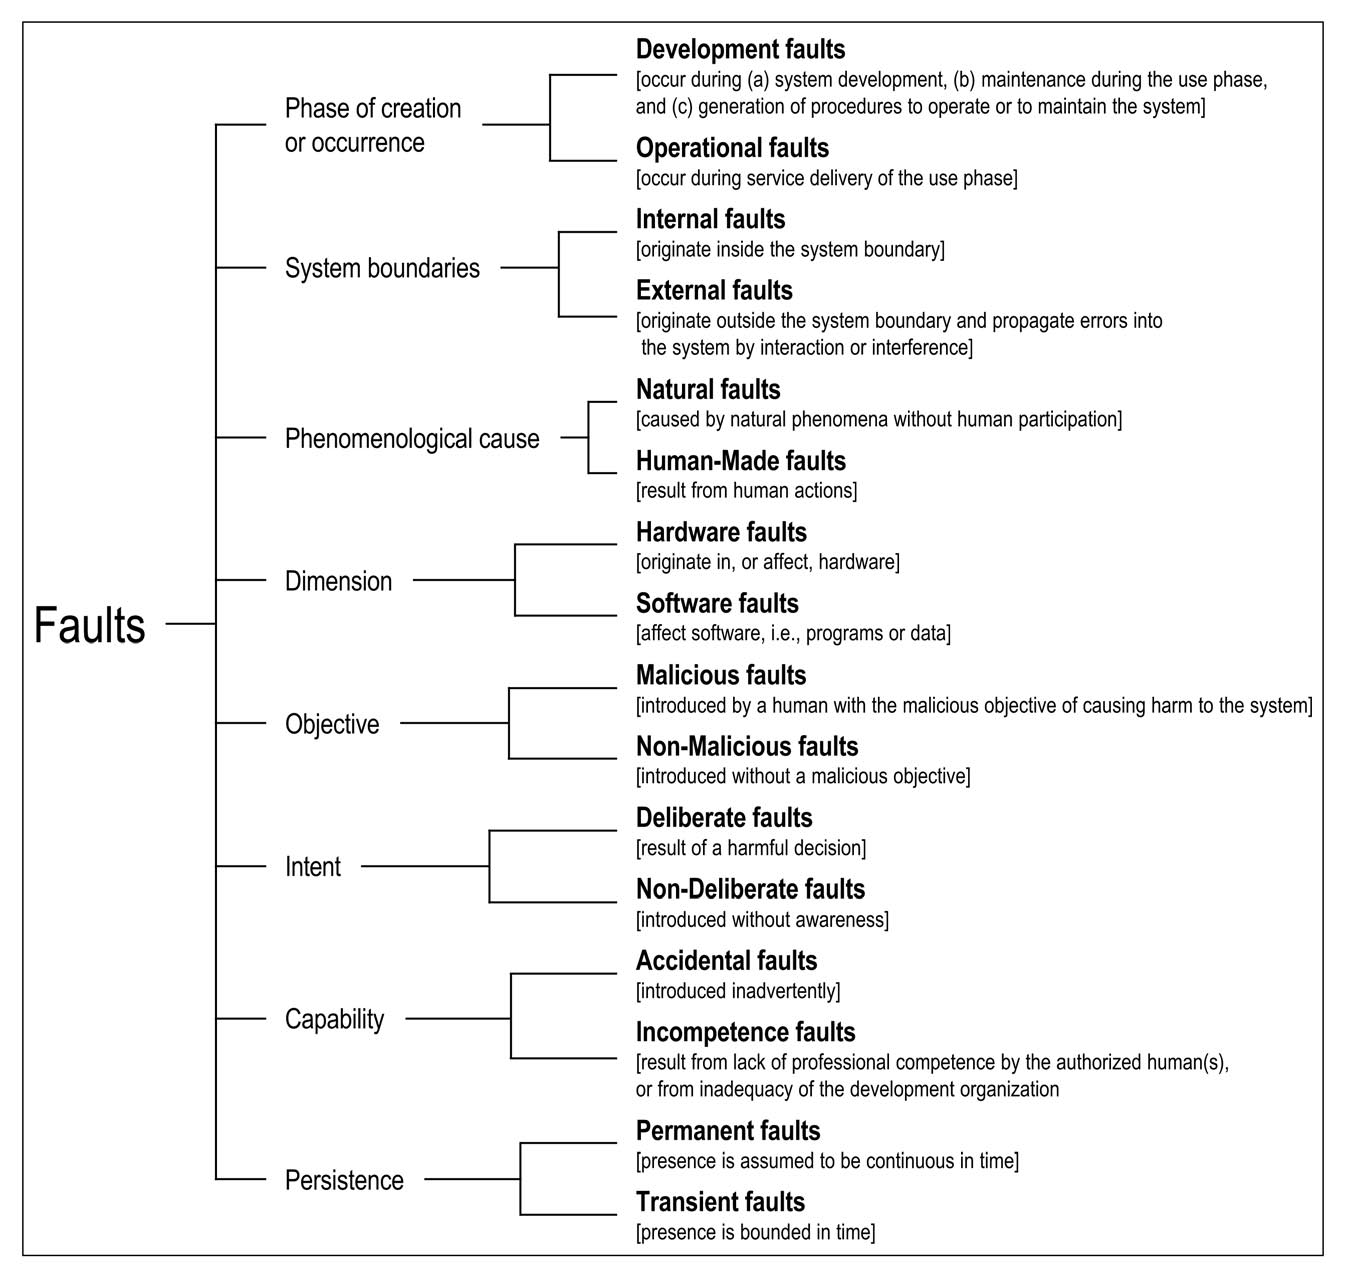 Faults
Phase of creation
or occurrence
Development faults
[occur during (a) system development, (b) maintenance during the use phase,
and (c) generation of procedures to operate or to maintain the system]
Operational faults
[occur during service delivery of the use phase]
System boundaries
Internal faults
[originate inside the system boundary]
External faults
[originate outside the system boundary and propagate errors into
the system by interaction or interference]
Phenomenological cause
Natural faults
[caused by natural phenomena without human participation]
Human-Made faults
[result from human actions]
Dimension
Hardware faults
[originate in, or affect, hardware]
Software faults
[affect software, i.e., programs or data]
Objective
Malicious faults
[introduced by a human with the malicious objective of causing harm to the system]
Non-Malicious faults
[introduced without a malicious objective]
Intent
Deliberate faults
[result of a harmful decision]
Non-Deliberate faults
[introduced without awareness]
Capability
Accidental faults
[introduced inadvertently]
Incompetence faults
[result from lack of professional competence by the authorized human(s),
or from inadequacy of the development organization
Persistence
Permanent faults
[presence is assumed to be continuous in time]
Transient faults
[presence is bounded in time]